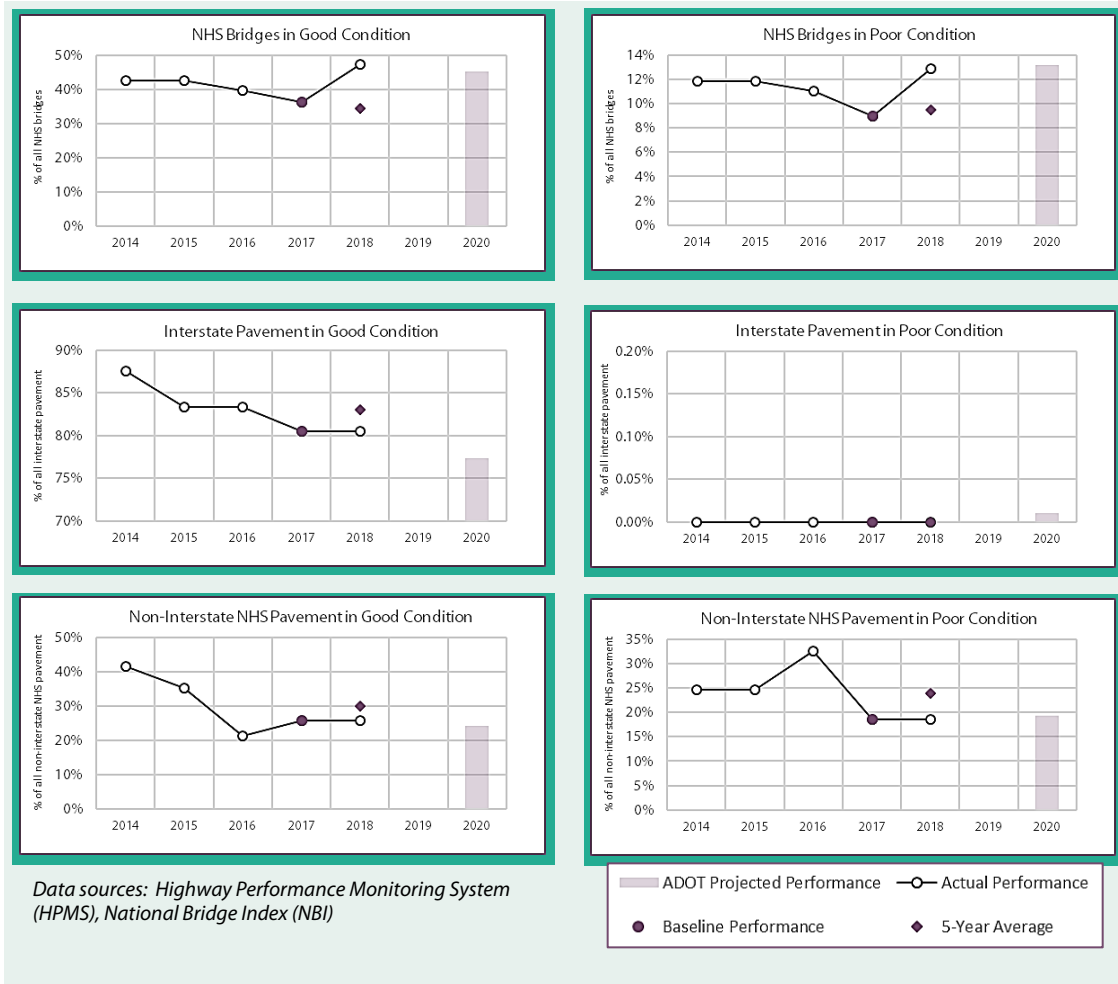 NHS Bridges in Good Condition
% of all NHS bridges
50%
40%
30%
20%
10%
0%
2014 2015 2016 2017 2018 2019 2020
NHS Bridges in Poor Condition
% of all NHS bridges
14%
12%
10%
8%
6%
4%
2%
0%
2014 2015 2016 2017 2018 2019 2020
Interstate Pavement in Good Condition
% of all interstate pavement
90%
85%
80%
75%
70%
2014 2015 2016 2017 2018 2019 2020
Interstate Pavement in Poor Condition
% of all interstate pavement
0.20%
0.15%
0.10%
0.05%
0.00%
2014 2015 2016 2017 2018 2019 2020
Non-Interstate NHS Pavement in Good Condition
% of all non-interstate NHS pavement
50%
40%
30%
20%
10%
0%
2014 2015 2016 2017 2018 2019 2020
Non-Interstate NHS Pavement in Poor Condition
% of all non-interstate NHS pavement
35%
30%
25%
20%
15%
10%
5%
0%
2014 2015 2016 2017 2018 2019 2020
Data sources: Highway Performance Monitoring System
(HPMS), National Bridge Index (NBI)
ADOT Projected Performance Actual Performance
Baseline Performance 5-Year Average